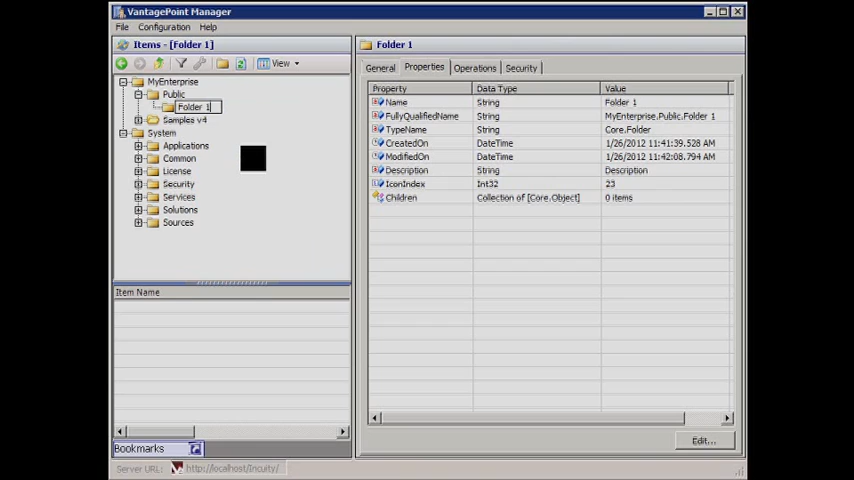 VantagePoint Manager
File Configuration Help
Items - [Folder 1]
View
MyEnterprise
Public
Folder 1
Samples v4
System
Applications
Common
License
Security
Services
Solutions
Sources
Item Name
Bookmarks
Folder 1
General Properties Operations Security
Property Data Type Value
Name String Folder 1
FullyQualifiedName String MyEnterprise.Public.Folder 1
TypeName String Core.Folder
CreatedOn DateTime 1/26/2012 11:41:39.528 AM
ModifiedOn DateTime 1/26/2012 11:42:08.794 AM
Description String Description
IconIndex Int32 23
Children Collection of [Core.Object] 0 items
Edit...
Server URL: http://localhost/Incuity/